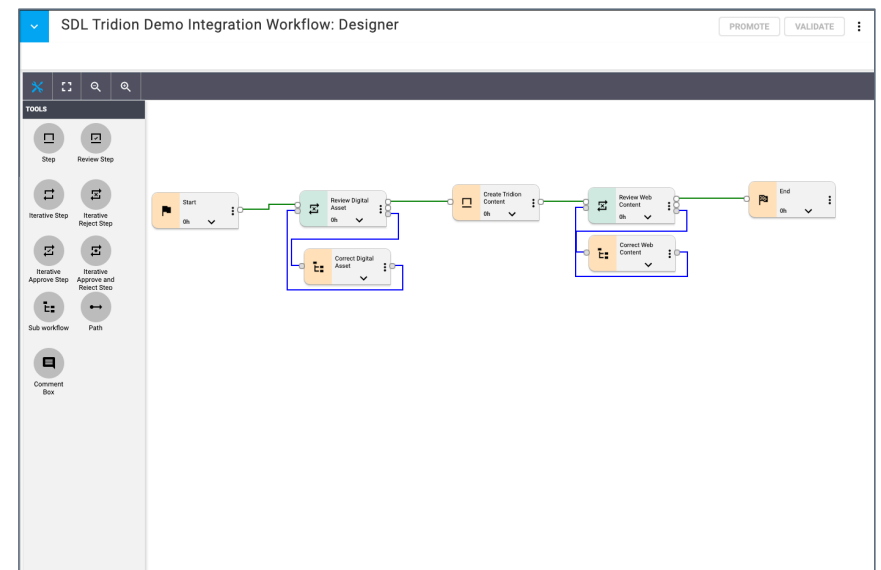 SDL Tridion Demo Integration Workflow: Designer
PROMOTE
VALIDATE
TOOLS
Step
Review Step
Iterative Step
Iterative
Reject Step
Iterative
Approve Step
Iterative
Approve and
Reject Step
Sub workflow
Path
Comment
Box
Start
0h
Review Digital
Asset
0h
Correct Digital
Asset
Create Tridion
Content
0h
Review Web
Content
0h
Correct Web
Content
End
0h